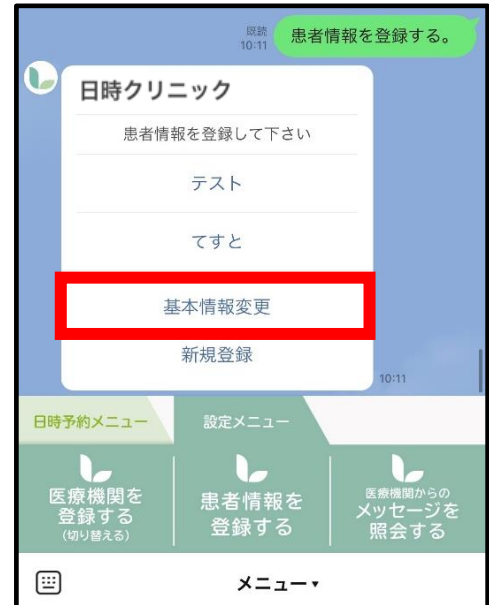 既読
10:11
患者情報を登録する。
日時クリニック
患者情報を登録して下さい
テスト
てすと
基本情報変更
新規登録
10:11
日時予約メニュー
設定メニュー
医療機関を
登録する
(切り替える)
患者情報を
登録する
医療機関からの
メッセージを
照会する
メニュー▾